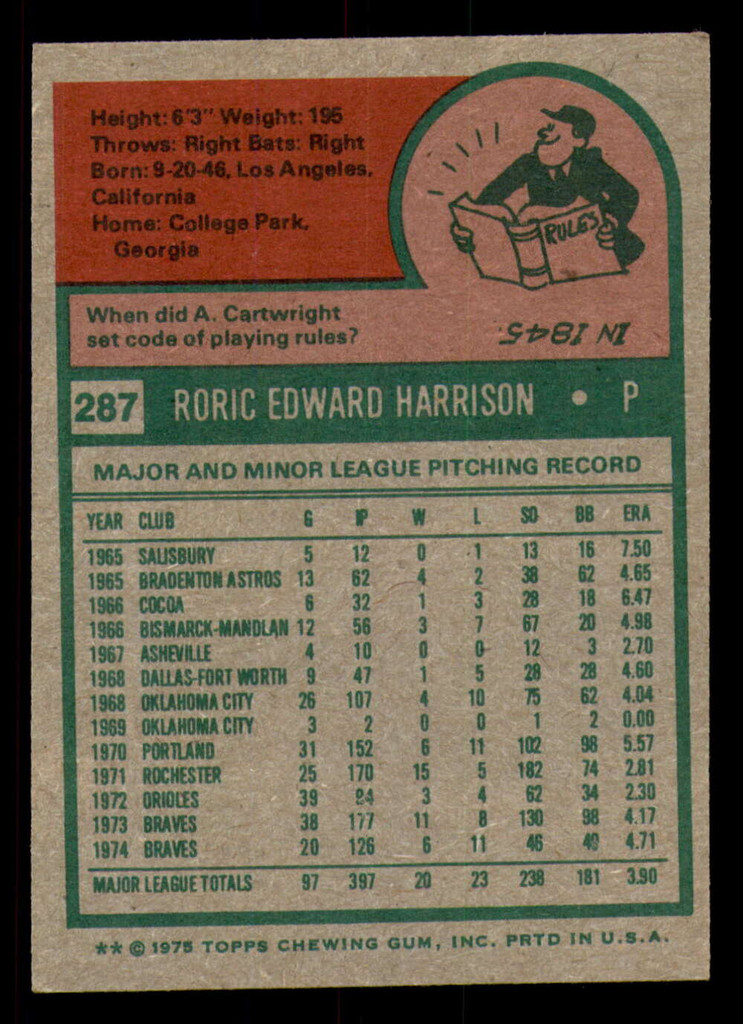 Height: 6'3" Weight: 195
Throws: Right Bats: Right
Born: 9-20-46, Los Angeles,
California
Home: College Park,
Georgia
RULES
When did A. Cartwright
set code of playing rules?
IN 1845.
287 RORIC EDWARD HARRISON • P
MAJOR AND MINOR LEAGUE PITCHING RECORD
YEAR CLUB G IP W L SO BB ERA
1965 SALISBURY 5 12 0 1 13 16 7.50
1965 BRADENTON ASTROS 13 62 4 2 38 62 4.65
1966 COCOA 6 32 1 3 28 18 6.47
1966 BISMARCK-MANDLAN 12 56 3 7 67 20 4.98
1967 ASHEVILLE 4 10 0 0 12 3 2.70
1968 DALLAS-FORT WORTH 9 47 1 5 28 28 4.60
1968 OKLAHOMA CITY 26 107 4 10 75 62 4.04
1969 OKLAHOMA CITY 3 2 0 0 1 2 0.00
1970 PORTLAND 31 152 6 11 102 98 5.57
1971 ROCHESTER 25 170 15 5 182 74 2.81
1972 ORIOLES 39 94 3 4 62 34 2.30
1973 BRAVES 38 177 11 8 130 98 4.17
1974 BRAVES 20 126 6 11 46 49 4.71
MAJOR LEAGUE TOTALS 97 397 20 23 238 181 3.90
** © 1975 TOPPS CHEWING GUM, INC. PRTD IN U.S.A.